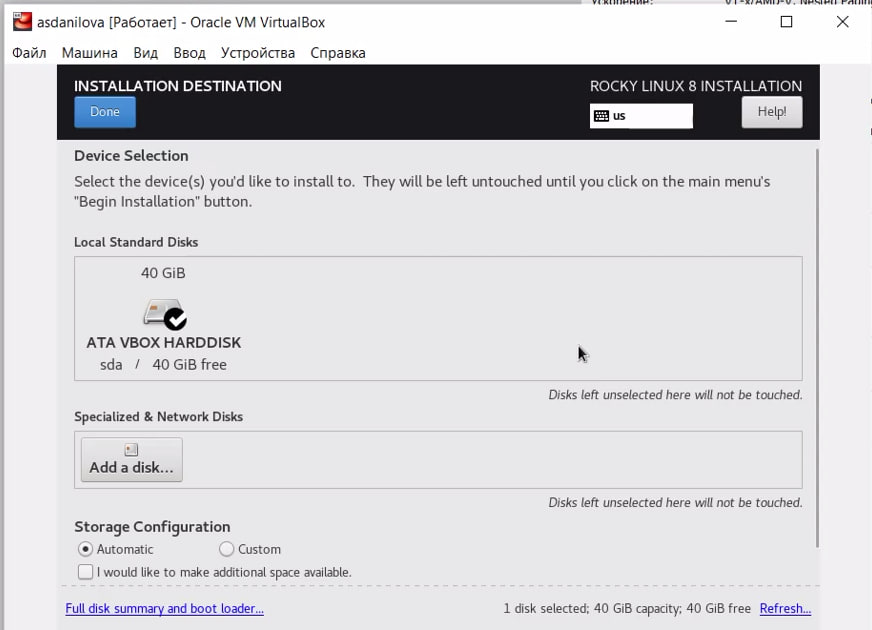 Ускорение: VT-x/AMD-V, Nested Paging
asdanilova [Работает] - Oracle VM VirtualBox
Файл Машина Вид Ввод Устройства Справка
INSTALLATION DESTINATION
ROCKY LINUX 8 INSTALLATION
Done
us
Help!
Device Selection
Select the device(s) you'd like to install to. They will be left untouched until you click on the main menu's
"Begin Installation" button.
Local Standard Disks
40 GiB
ATA VBOX HARDDISK
sda / 40 GiB free
Disks left unselected here will not be touched.
Specialized & Network Disks
Add a disk...
Disks left unselected here will not be touched.
Storage Configuration
Automatic Custom
I would like to make additional space available.
Full disk summary and boot loader...
1 disk selected; 40 GiB capacity; 40 GiB free Refresh...